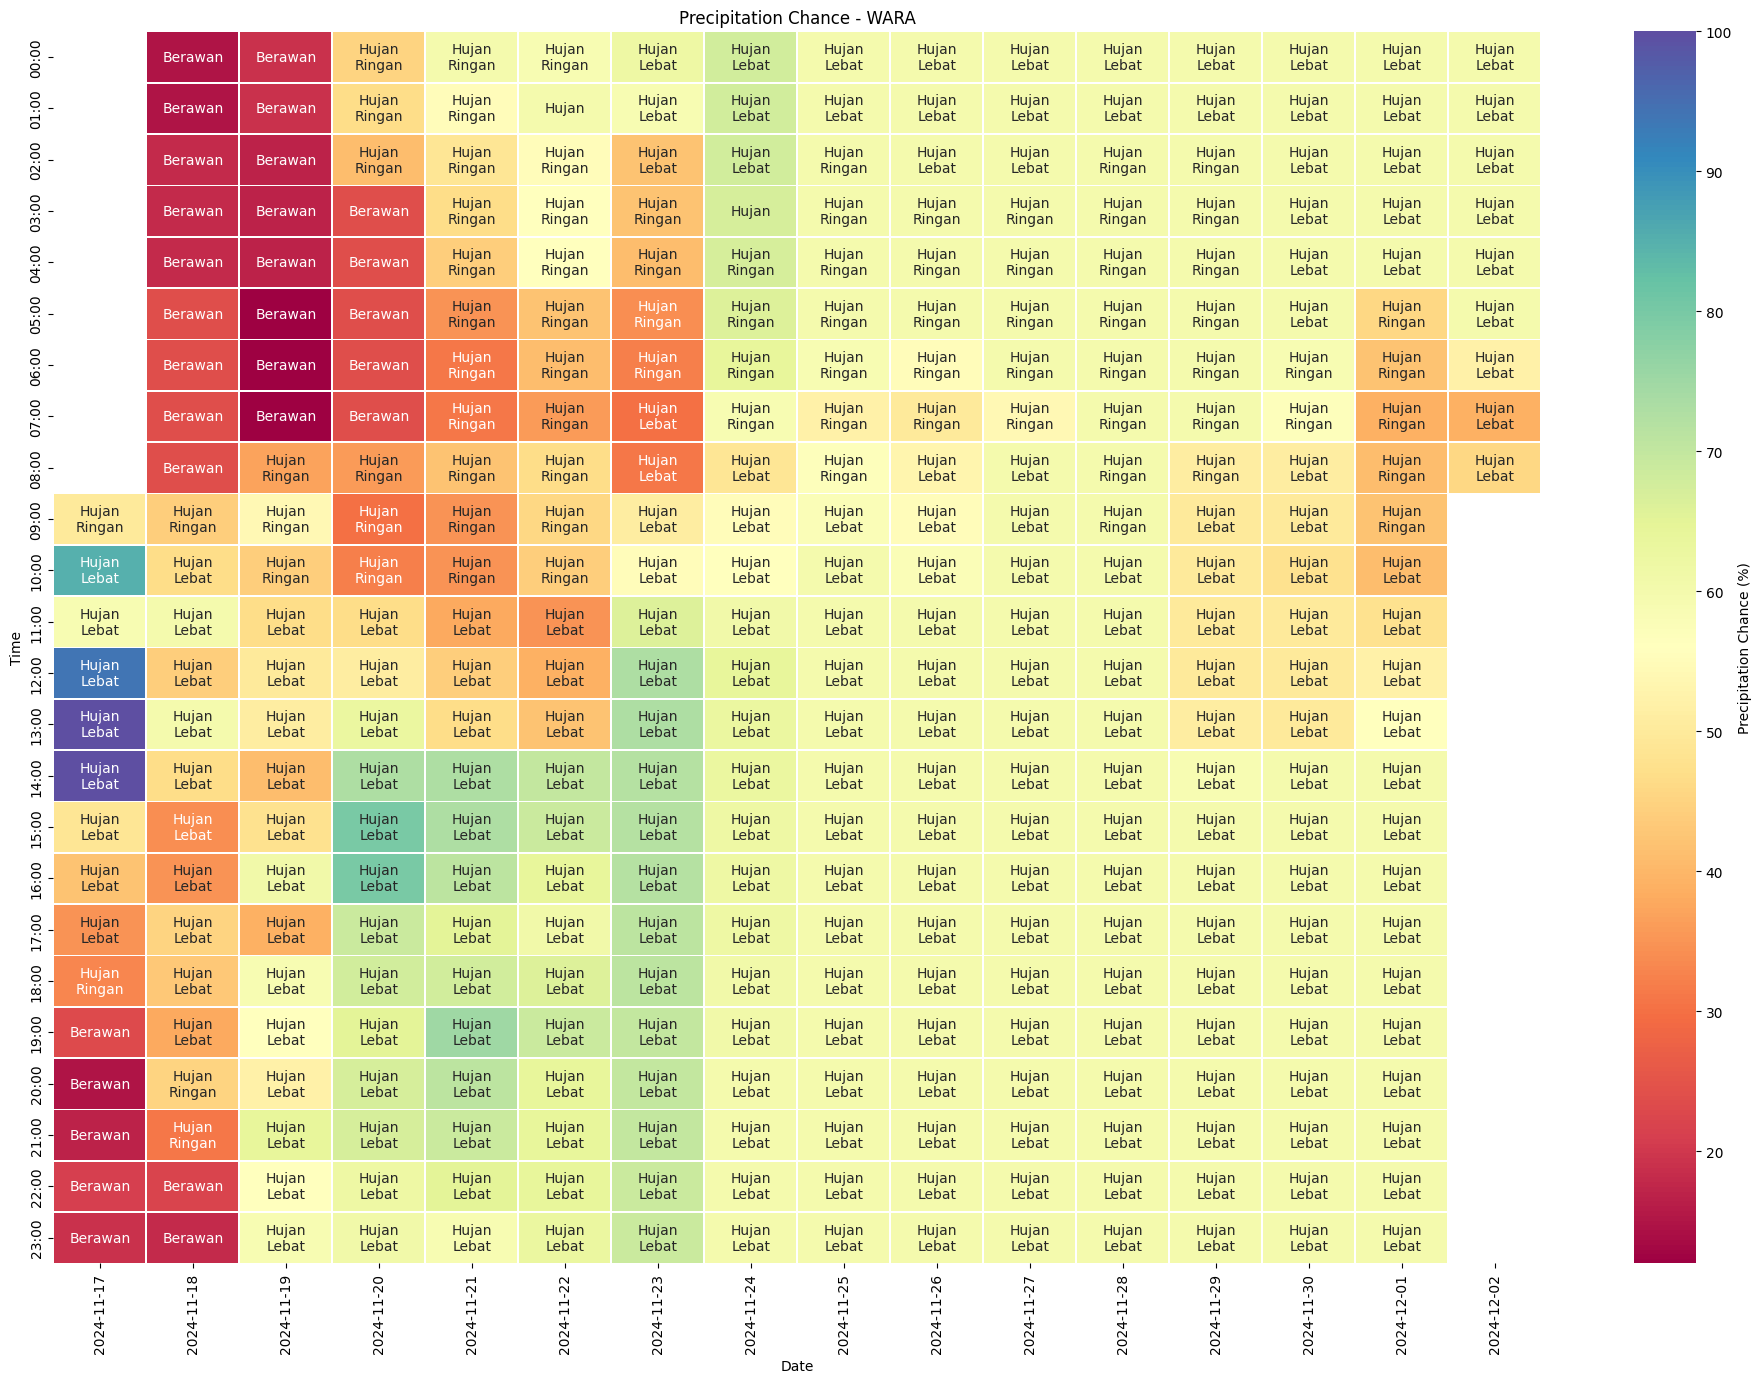 Precipitation Chance - WARA
00:00 Berawan Berawan Hujan Ringan Hujan Ringan Hujan Ringan Hujan Lebat Hujan Lebat Hujan Lebat Hujan Lebat Hujan Lebat Hujan Lebat Hujan Lebat Hujan Lebat Hujan Lebat Hujan Lebat
01:00 Berawan Berawan Hujan Ringan Hujan Ringan Hujan Hujan Lebat Hujan Lebat Hujan Lebat Hujan Lebat Hujan Lebat Hujan Lebat Hujan Lebat Hujan Lebat Hujan Lebat Hujan Lebat
02:00 Berawan Berawan Hujan Ringan Hujan Ringan Hujan Ringan Hujan Lebat Hujan Lebat Hujan Ringan Hujan Lebat Hujan Lebat Hujan Ringan Hujan Ringan Hujan Lebat Hujan Lebat Hujan Lebat
03:00 Berawan Berawan Berawan Hujan Ringan Hujan Ringan Hujan Ringan Hujan Hujan Ringan Hujan Ringan Hujan Ringan Hujan Ringan Hujan Ringan Hujan Lebat Hujan Lebat Hujan Lebat
04:00 Berawan Berawan Berawan Hujan Ringan Hujan Ringan Hujan Ringan Hujan Ringan Hujan Ringan Hujan Ringan Hujan Ringan Hujan Ringan Hujan Ringan Hujan Lebat Hujan Lebat Hujan Lebat
05:00 Berawan Berawan Berawan Hujan Ringan Hujan Ringan Hujan Ringan Hujan Ringan Hujan Ringan Hujan Ringan Hujan Ringan Hujan Ringan Hujan Ringan Hujan Lebat Hujan Ringan Hujan Lebat
06:00 Berawan Berawan Berawan Hujan Ringan Hujan Ringan Hujan Ringan Hujan Ringan Hujan Ringan Hujan Ringan Hujan Ringan Hujan Ringan Hujan Ringan Hujan Ringan Hujan Ringan Hujan Lebat
07:00 Berawan Berawan Berawan Hujan Ringan Hujan Ringan Hujan Lebat Hujan Ringan Hujan Ringan Hujan Ringan Hujan Ringan Hujan Ringan Hujan Ringan Hujan Ringan Hujan Ringan Hujan Lebat
08:00 Berawan Hujan Ringan Hujan Ringan Hujan Ringan Hujan Ringan Hujan Lebat Hujan Lebat Hujan Ringan Hujan Lebat Hujan Lebat Hujan Ringan Hujan Ringan Hujan Lebat Hujan Ringan Hujan Lebat
09:00 Hujan Ringan Hujan Ringan Hujan Ringan Hujan Ringan Hujan Ringan Hujan Ringan Hujan Lebat Hujan Lebat Hujan Lebat Hujan Lebat Hujan Lebat Hujan Ringan Hujan Lebat Hujan Lebat Hujan Ringan
10:00 Hujan Lebat Hujan Lebat Hujan Ringan Hujan Ringan Hujan Ringan Hujan Ringan Hujan Lebat Hujan Lebat Hujan Lebat Hujan Lebat Hujan Lebat Hujan Lebat Hujan Lebat Hujan Lebat Hujan Lebat
11:00 Hujan Lebat Hujan Lebat Hujan Lebat Hujan Lebat Hujan Lebat Hujan Lebat Hujan Lebat Hujan Lebat Hujan Lebat Hujan Lebat Hujan Lebat Hujan Lebat Hujan Lebat Hujan Lebat Hujan Lebat
12:00 Hujan Lebat Hujan Lebat Hujan Lebat Hujan Lebat Hujan Lebat Hujan Lebat Hujan Lebat Hujan Lebat Hujan Lebat Hujan Lebat Hujan Lebat Hujan Lebat Hujan Lebat Hujan Lebat Hujan Lebat
13:00 Hujan Lebat Hujan Lebat Hujan Lebat Hujan Lebat Hujan Lebat Hujan Lebat Hujan Lebat Hujan Lebat Hujan Lebat Hujan Lebat Hujan Lebat Hujan Lebat Hujan Lebat Hujan Lebat Hujan Lebat
14:00 Hujan Lebat Hujan Lebat Hujan Lebat Hujan Lebat Hujan Lebat Hujan Lebat Hujan Lebat Hujan Lebat Hujan Lebat Hujan Lebat Hujan Lebat Hujan Lebat Hujan Lebat Hujan Lebat Hujan Lebat
15:00 Hujan Lebat Hujan Lebat Hujan Lebat Hujan Lebat Hujan Lebat Hujan Lebat Hujan Lebat Hujan Lebat Hujan Lebat Hujan Lebat Hujan Lebat Hujan Lebat Hujan Lebat Hujan Lebat Hujan Lebat
16:00 Hujan Lebat Hujan Lebat Hujan Lebat Hujan Lebat Hujan Lebat Hujan Lebat Hujan Lebat Hujan Lebat Hujan Lebat Hujan Lebat Hujan Lebat Hujan Lebat Hujan Lebat Hujan Lebat Hujan Lebat
17:00 Hujan Lebat Hujan Lebat Hujan Lebat Hujan Lebat Hujan Lebat Hujan Lebat Hujan Lebat Hujan Lebat Hujan Lebat Hujan Lebat Hujan Lebat Hujan Lebat Hujan Lebat Hujan Lebat Hujan Lebat
18:00 Hujan Ringan Hujan Lebat Hujan Lebat Hujan Lebat Hujan Lebat Hujan Lebat Hujan Lebat Hujan Lebat Hujan Lebat Hujan Lebat Hujan Lebat Hujan Lebat Hujan Lebat Hujan Lebat Hujan Lebat
19:00 Berawan Hujan Lebat Hujan Lebat Hujan Lebat Hujan Lebat Hujan Lebat Hujan Lebat Hujan Lebat Hujan Lebat Hujan Lebat Hujan Lebat Hujan Lebat Hujan Lebat Hujan Lebat Hujan Lebat
20:00 Berawan Hujan Ringan Hujan Lebat Hujan Lebat Hujan Lebat Hujan Lebat Hujan Lebat Hujan Lebat Hujan Lebat Hujan Lebat Hujan Lebat Hujan Lebat Hujan Lebat Hujan Lebat Hujan Lebat
21:00 Berawan Hujan Ringan Hujan Lebat Hujan Lebat Hujan Lebat Hujan Lebat Hujan Lebat Hujan Lebat Hujan Lebat Hujan Lebat Hujan Lebat Hujan Lebat Hujan Lebat Hujan Lebat Hujan Lebat
22:00 Berawan Berawan Hujan Lebat Hujan Lebat Hujan Lebat Hujan Lebat Hujan Lebat Hujan Lebat Hujan Lebat Hujan Lebat Hujan Lebat Hujan Lebat Hujan Lebat Hujan Lebat Hujan Lebat
23:00 Berawan Berawan Hujan Lebat Hujan Lebat Hujan Lebat Hujan Lebat Hujan Lebat Hujan Lebat Hujan Lebat Hujan Lebat Hujan Lebat Hujan Lebat Hujan Lebat Hujan Lebat Hujan Lebat
Time
2024-11-17 2024-11-18 2024-11-19 2024-11-20 2024-11-21 2024-11-22 2024-11-23 2024-11-24 2024-11-25 2024-11-26 2024-11-27 2024-11-28 2024-11-29 2024-11-30 2024-12-01 2024-12-02
Date
100
90
80
70
60
50
40
30
20
Precipitation Chance (%)